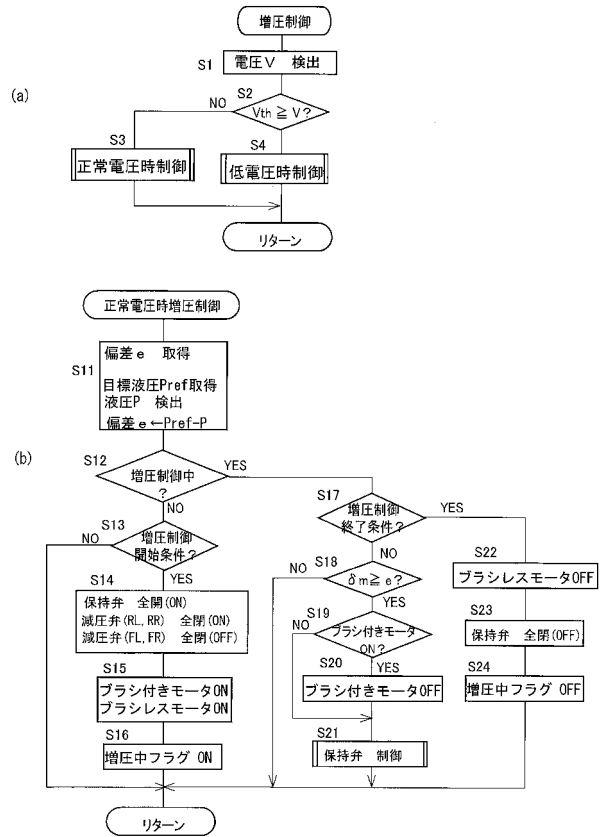 増圧制御
S1
電圧V 検出
(a)
S2
NO
Vth ≧ V?
S3
S4
正常電圧時制御
低電圧時制御
リターン
正常電圧時増圧制御
S11
偏差e 取得
目標液圧Pref取得
液圧P 検出
偏差e←Pref-P
(b)
S12
増圧制御中
?
YES
NO
S13
NO
増圧制御
開始条件?
YES
S14
保持弁 全開(ON)
減圧弁(RL,RR) 全閉(ON)
減圧弁(FL,FR) 全閉(OFF)
S15
ブラシ付きモータON
ブラシレスモータON
S16
増圧中フラグ ON
リターン
S17
増圧制御
終了条件?
YES
NO
S18
NO
δm≧e?
YES
S19
NO
ブラシ付きモータ
ON?
YES
S20
ブラシ付きモータOFF
S21
保持弁 制御
S22
ブラシレスモータOFF
S23
保持弁 全閉(OFF)
S24
増圧中フラグ OFF